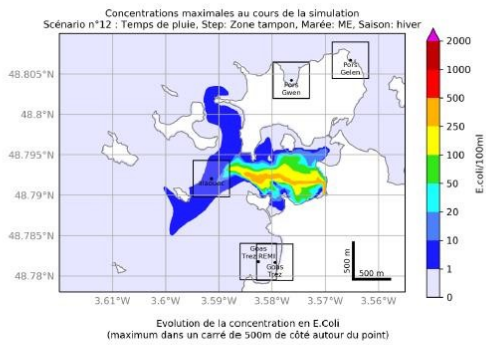 Concentrations maximales au cours de la simulation
Scénario n°12 : Temps de pluie, Step: Zone tampon, Marée: ME, Saison: hiver
48.805°N
48.8°N
48.795°N
48.79°N
48.785°N
48.78°N
Pors
Gelen
Pors
Gwen
Goas
Trez REMI
Goas
Trez
500 m
500 m
3.61°W
3.6°W
3.59°W
3.58°W
3.57°W
3.56°W
2000
1000
500
250
100
50
20
10
1
0
E.coli/100ml
Evolution de la concentration en E.Coli
(maximum dans un carré de 500m de côté autour du point)